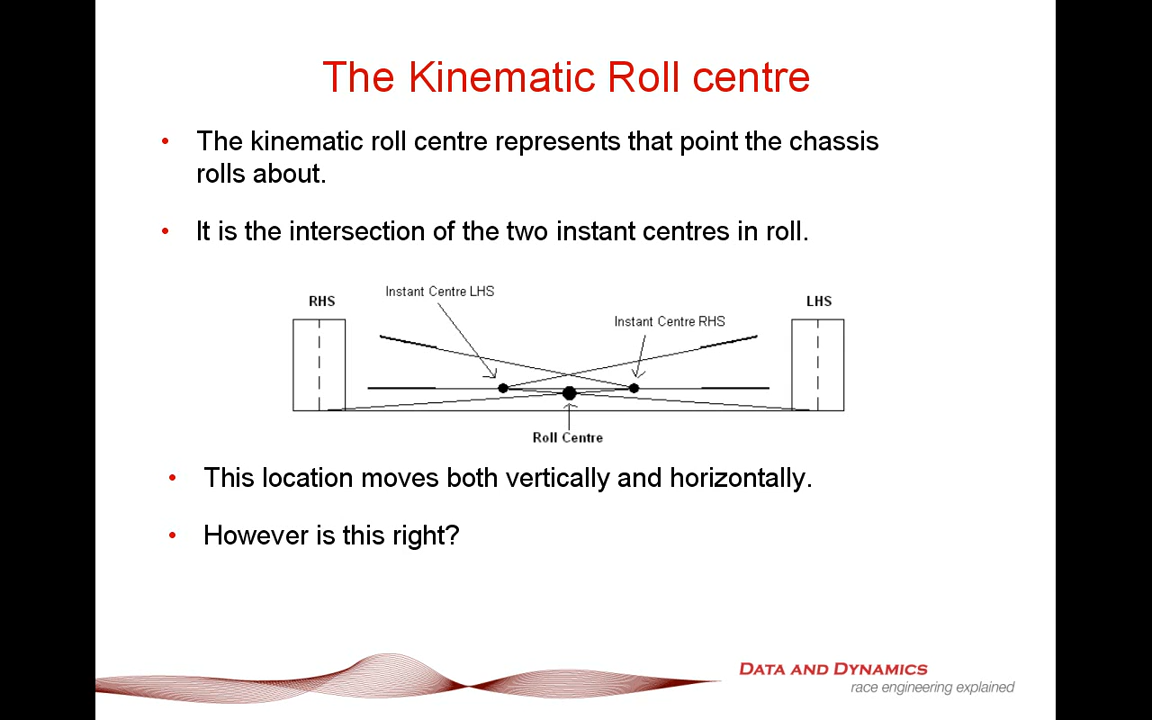 The Kinematic Roll centre
• The kinematic roll centre represents that point the chassis
rolls about.
• It is the intersection of the two instant centres in roll.
Instant Centre LHS
RHS
LHS
Instant Centre RHS
Roll Centre
• This location moves both vertically and horizontally.
• However is this right?
DATA AND DYNAMICS
race engineering explained